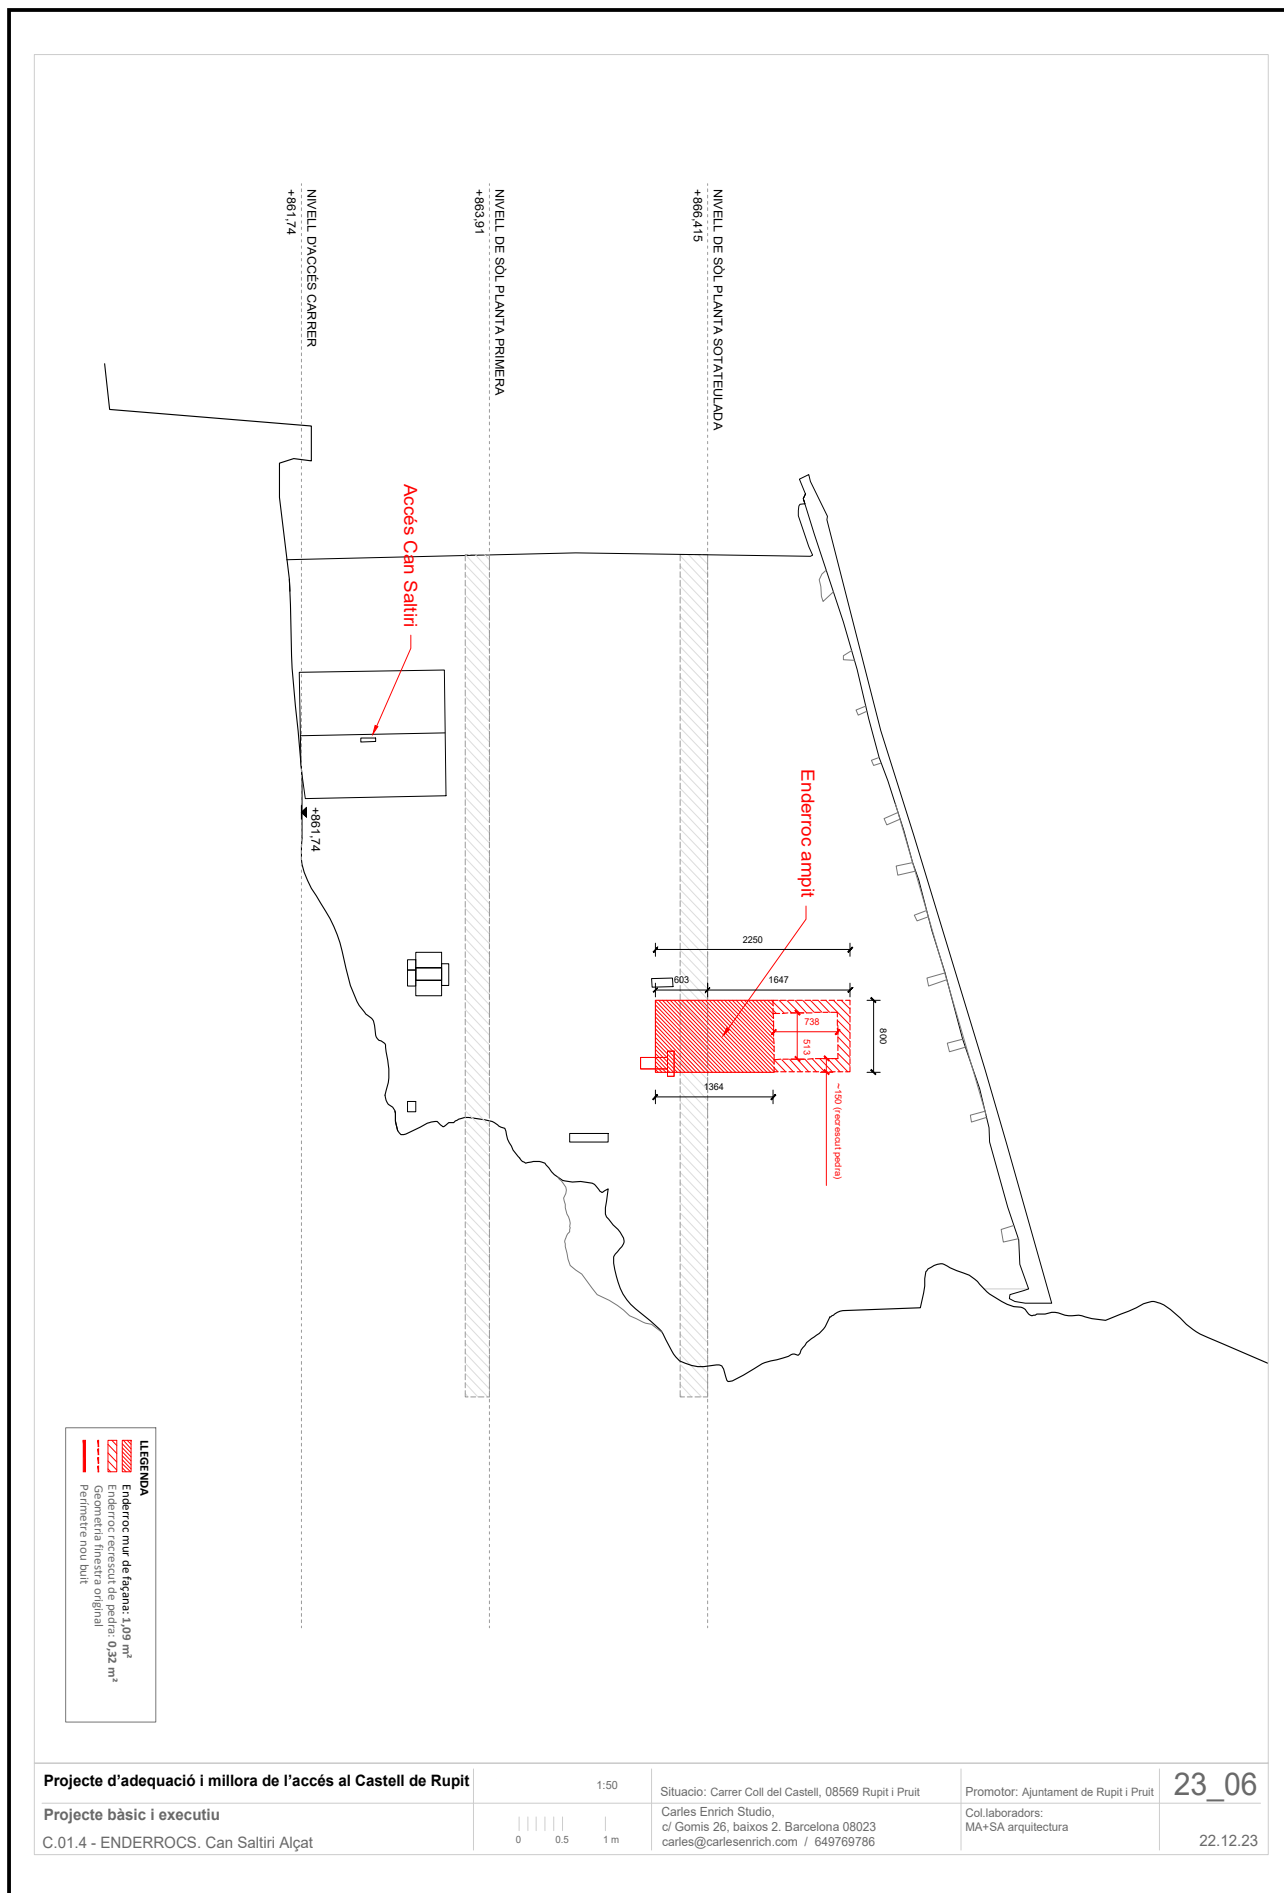 NIVELL D'ACCÉS CARRER
+861,74
NIVELL DE SÒL PLANTA PRIMERA
+863,91
NIVELL DE SÒL PLANTA SOTATEULADA
+866,415
Accés Can Saltiri
+861,74
Enderroc ampit
2250
603
1647
800
738
513
1364
~150 (recrescut pedra)
LLEGENDA
Enderroc mur de façana: 1,09 m²
Enderroc recrescut de pedra: 0,32 m²
Geometria finestra original
Perímetre nou buit
Projecte d'adequació i millora de l'accés al Castell de Rupit
1:50
Situacio: Carrer Coll del Castell, 08569 Rupit i Pruit
Promotor: Ajuntament de Rupit i Pruit
23_06
Projecte bàsic i executiu
C.01.4 - ENDERROCS. Can Saltiri Alçat
0 0.5 1 m
Carles Enrich Studio,
c/ Gomis 26, baixos 2. Barcelona 08023
carles@carlesenrich.com / 649769786
Col.laboradors:
MA+SA arquitectura
22.12.23